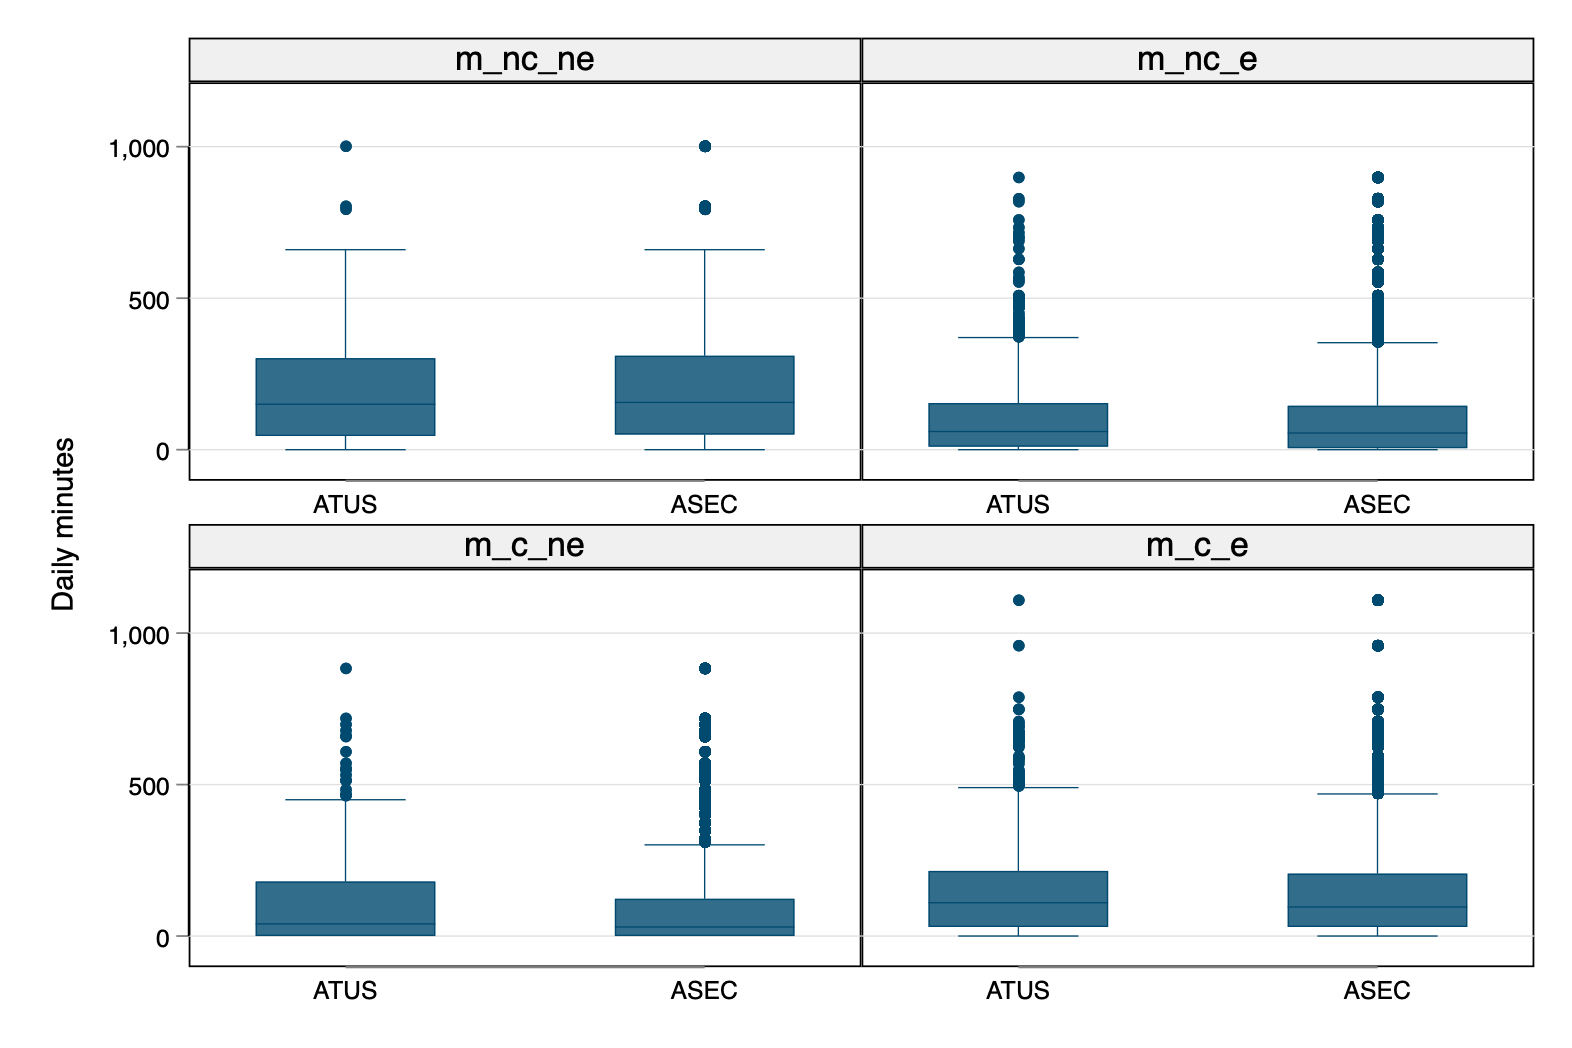 m_nc_ne
m_nc_e
1,000
500
0
ATUS
ASEC
ATUS
ASEC
Daily minutes
m_c_ne
m_c_e
1,000
500
0
ATUS
ASEC
ATUS
ASEC